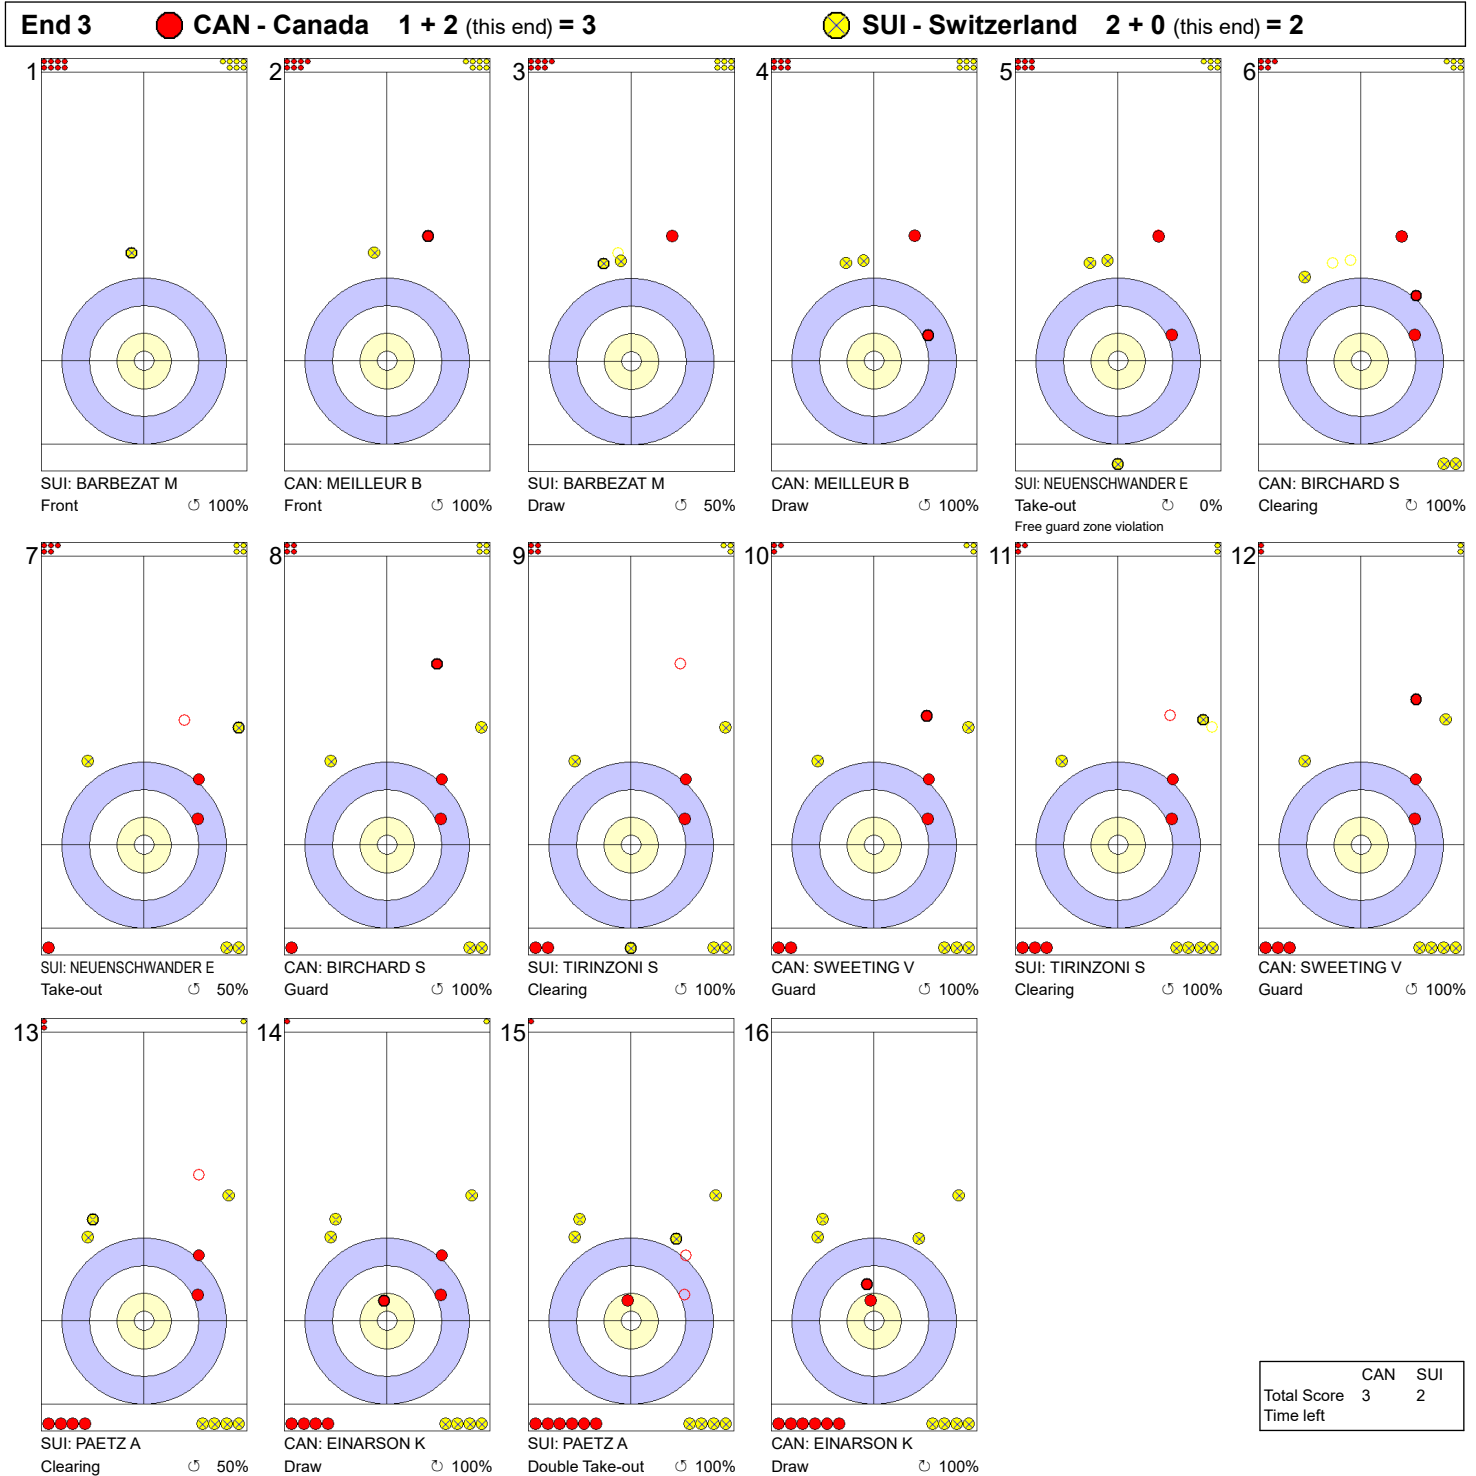 End 3 CAN - Canada 1 + 2 (this end) = 3 SUI - Switzerland 2 + 0 (this end) = 2
1 2 3 4 5 6
SUI: BARBEZAT M CAN: MEILLEUR B SUI: BARBEZAT M CAN: MEILLEUR B SUI: NEUENSCHWANDER E CAN: BIRCHARD S
Front ↺ 100% Front ↺ 100% Draw ↺ 50% Draw ↺ 100% Take-out ↻ 0% Clearing ↻ 100%
Free guard zone violation
7 8 9 10 11 12
SUI: NEUENSCHWANDER E CAN: BIRCHARD S SUI: TIRINZONI S CAN: SWEETING V SUI: TIRINZONI S CAN: SWEETING V
Take-out ↺ 50% Guard ↺ 100% Clearing ↺ 100% Guard ↺ 100% Clearing ↺ 100% Guard ↺ 100%
13 14 15 16
SUI: PAETZ A CAN: EINARSON K SUI: PAETZ A CAN: EINARSON K
Clearing ↺ 50% Draw ↻ 100% Double Take-out ↺ 100% Draw ↻ 100%
CAN SUI
Total Score 3 2
Time left